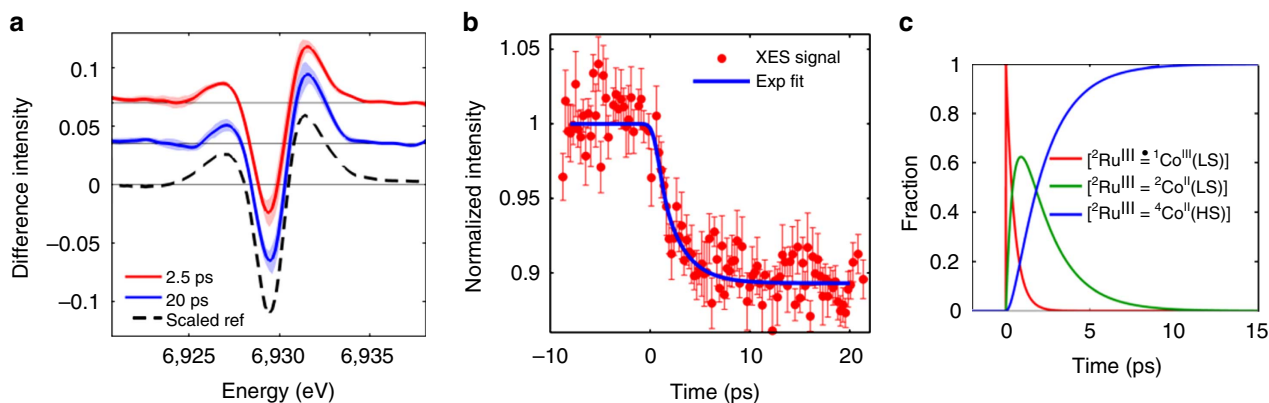 a
0.1
0.05
0
−0.05
−0.1
Difference intensity
2.5 ps
20 ps
Scaled ref
6,925
6,930
6,935
Energy (eV)
b
1.05
1
0.95
0.9
Normalized intensity
XES signal
Exp fit
−10
0
10
20
Time (ps)
c
1
0.8
0.6
0.4
0.2
0
Fraction
[²Ruᴵᴵᴵ ∸ ¹Coᴵᴵᴵ(LS)]
[²Ruᴵᴵᴵ = ²Coᴵᴵ(LS)]
[²Ruᴵᴵᴵ = ⁴Coᴵᴵ(HS)]
0
5
10
15
Time (ps)